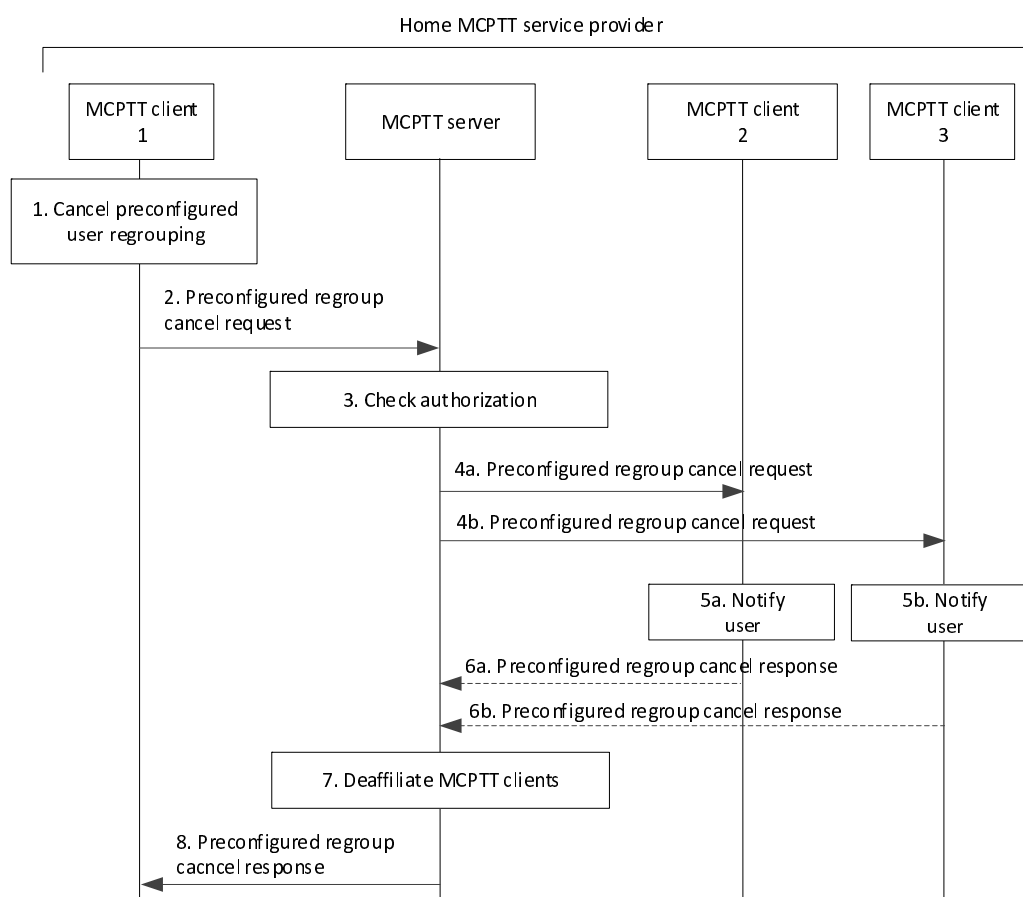 Home MCPTT service provider
MCPTT client
1
MCPTT server
MCPTT client
2
MCPTT client
3
1. Cancel preconfigured
user regrouping
2. Preconfigured regroup
cancel request
3. Check authorization
4a. Preconfigured regroup cancel request
4b. Preconfigured regroup cancel request
5a. Notify
user
5b. Notify
user
6a. Preconfigured regroup cancel response
6b. Preconfigured regroup cancel response
7. Deaffiliate MCPTT clients
8. Preconfigured regroup
cacncel response